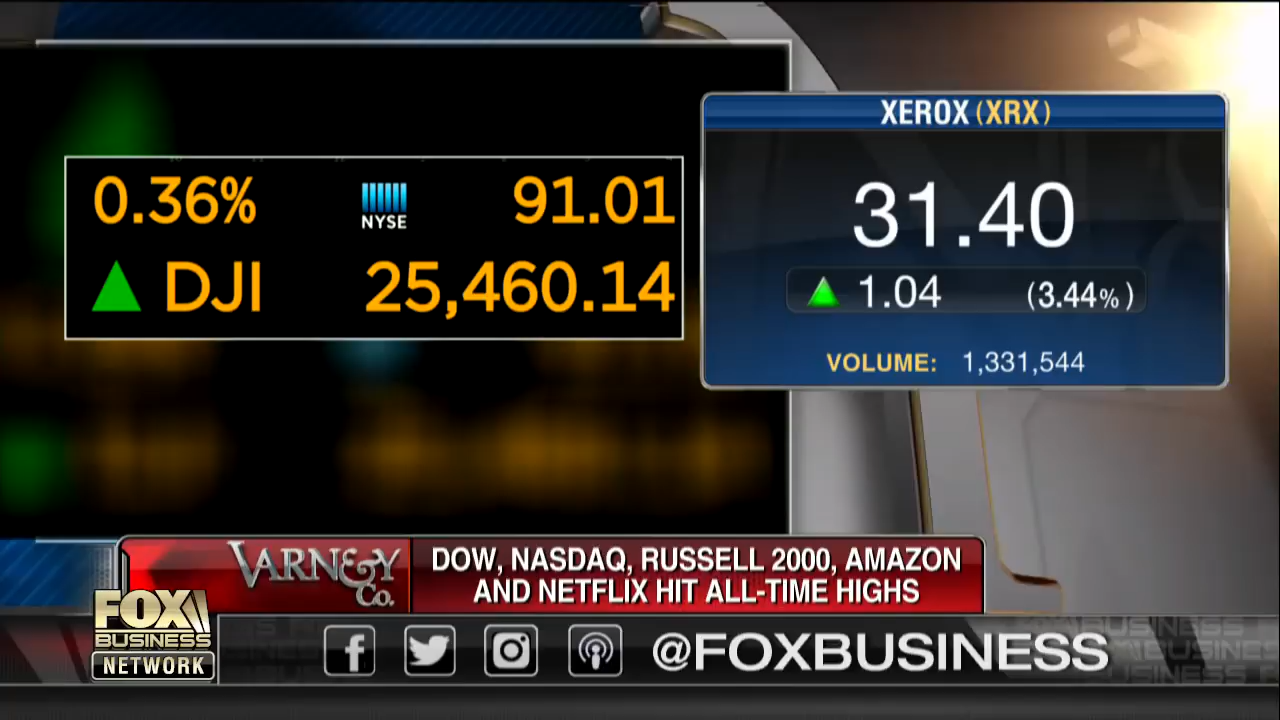 0.36% NYSE 91.01
DJI 25,460.14
XEROX (XRX)
31.40
1.04 (3.44%)
VOLUME: 1,331,544
VARNEY & Co.
DOW, NASDAQ, RUSSELL 2000, AMAZON
AND NETFLIX HIT ALL-TIME HIGHS
FOX
BUSINESS
NETWORK
@FOXBUSINESS